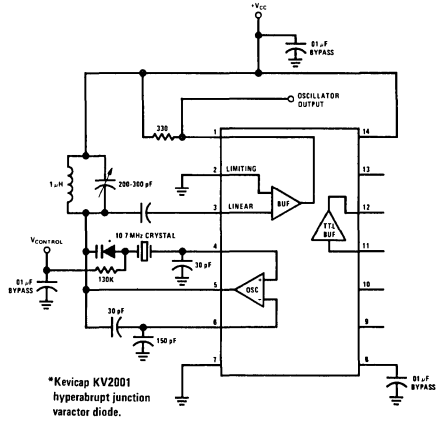 +VCC
.01 µF
BYPASS
OSCILLATOR
OUTPUT
330
1
14
2
LIMITING
13
1 µH
200-300 pF
3
LINEAR
BUF
12
TTL
BUF
VCONTROL
*
10 7 MHz CRYSTAL
4
11
30 pF
.01 µF
BYPASS
130K
5
OSC
+
−
10
30 pF
6
9
150 pF
7
8
.01 µF
BYPASS
*Kevicap KV2001
hyperabrupt junction
varactor diode.